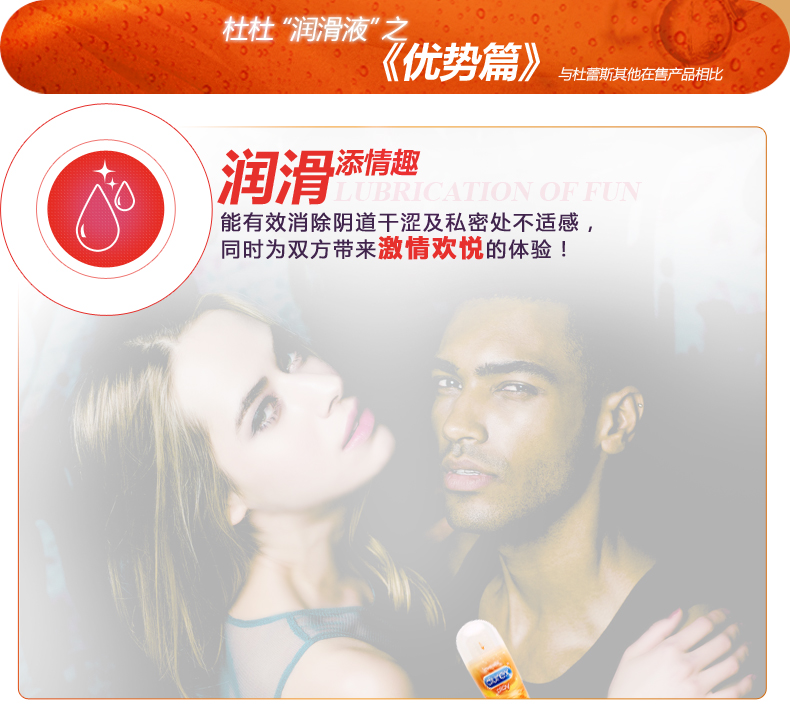 杜杜“润滑液”之
《优势篇》 与杜蕾斯其他在售产品相比
润滑添情趣
LUBRICATION OF FUN
能有效消除阴道干涩及私密处不适感，
同时为双方带来激情欢悦的体验！
durex
play